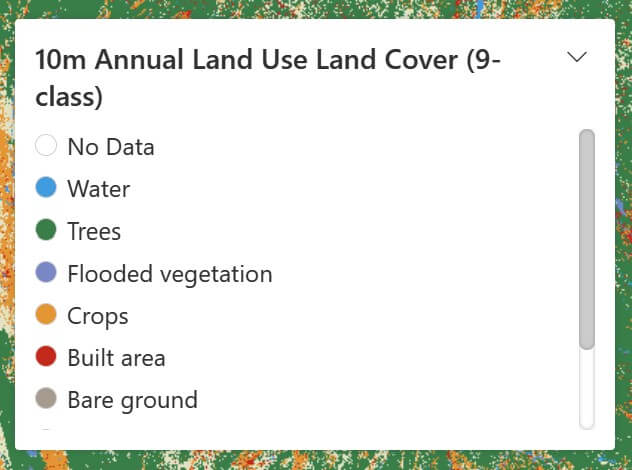 10m Annual Land Use Land Cover (9-
class)
No Data
Water
Trees
Flooded vegetation
Crops
Built area
Bare ground